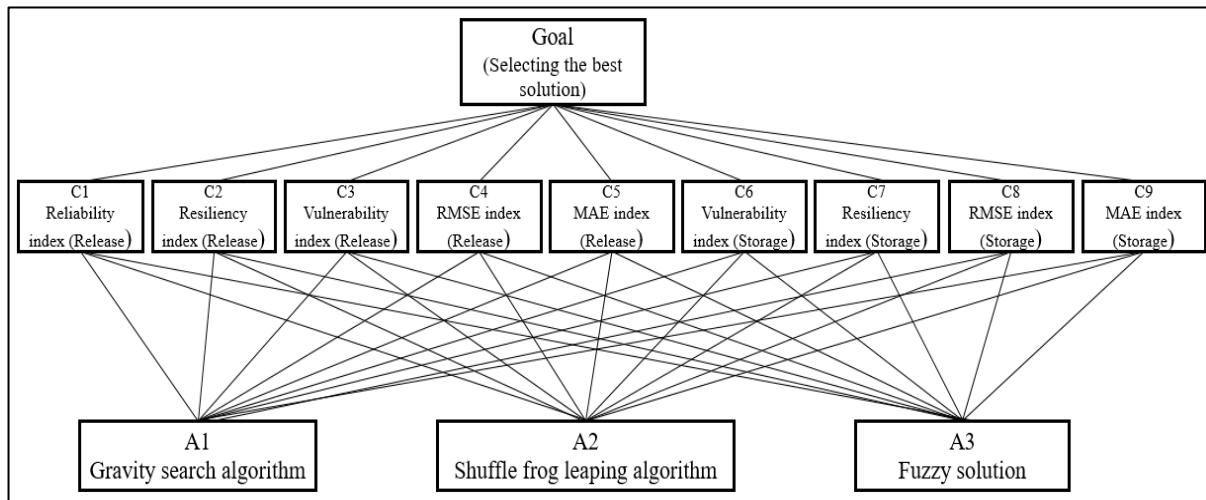 Goal
(Selecting the best
solution)
C1
Reliability
index (Release)
C2
Resiliency
index (Release)
C3
Vulnerability
index (Release)
C4
RMSE index
(Release)
C5
MAE index
(Release)
C6
Vulnerability
index (Storage)
C7
Resiliency
index (Storage)
C8
RMSE index
(Storage)
C9
MAE index
(Storage)
A1
Gravity search algorithm
A2
Shuffle frog leaping algorithm
A3
Fuzzy solution